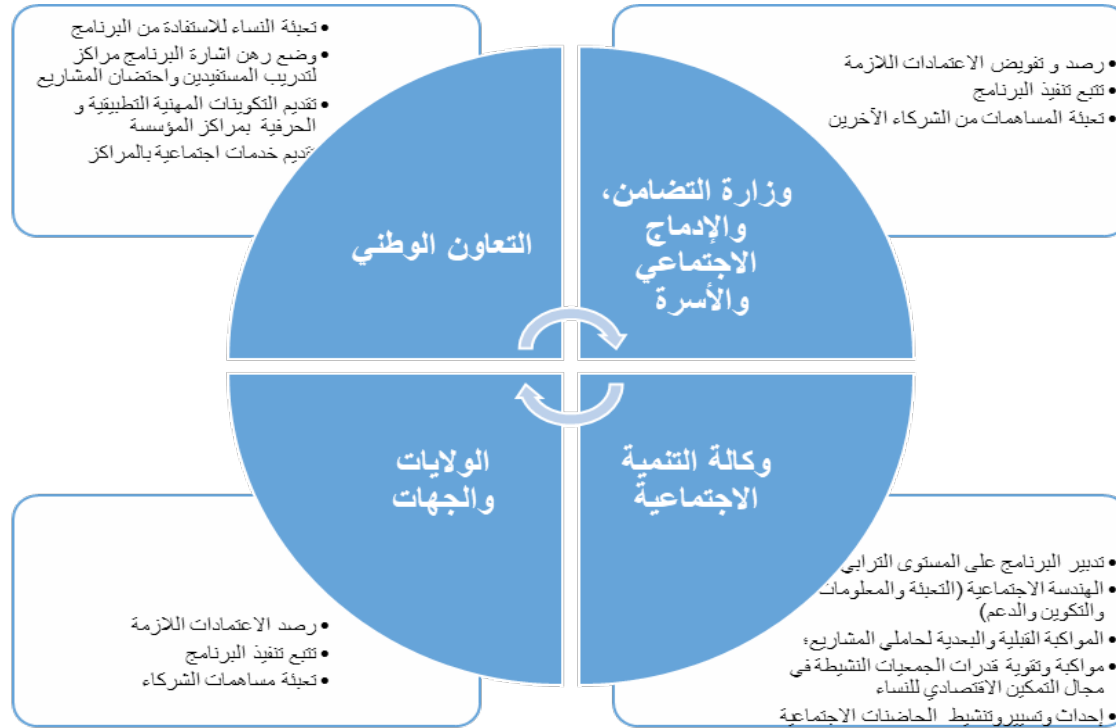 رصد و تفويض الاعتمادات اللازمة
تتبع تنفيذ البرنامج
تعبئة المساهمات من الشركاء الآخرين
وزارة التضامن،
والإدماج
الاجتماعي
والأسرة
تعبئة النساء للاستفادة من البرنامج
وضع رهن اشارة البرنامج مراكز
لتدريب المستفيدين واحتضان المشاريع
تقديم التكوينات المهنية التطبيقية و
الحرفية بمراكز المؤسسة
تقديم خدمات اجتماعية بالمراكز
التعاون الوطني
وكالة التنمية
الاجتماعية
تدبير البرنامج على المستوى الترابي
الهندسة الاجتماعية (التعبئة والمعلومات
والتكوين والدعم)
المواكبة القبلية والبعدية لحاملي المشاريع؛
مواكبة وتقوية قدرات الجمعيات النشيطة في
مجال التمكين الاقتصادي للنساء
إحداث وتسيير وتنشيط الحاضنات الاجتماعية
الولايات
والجهات
رصد الاعتمادات اللازمة
تتبع تنفيذ البرنامج
تعبئة مساهمات الشركاء